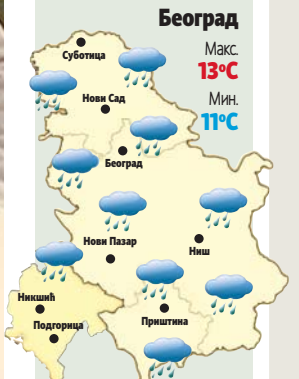 Београд
Макс.
13°C
Мин.
11°C
Суботица
Нови Сад
Београд
Нови Пазар
Ниш
Никшић
Подгорица
Приштина